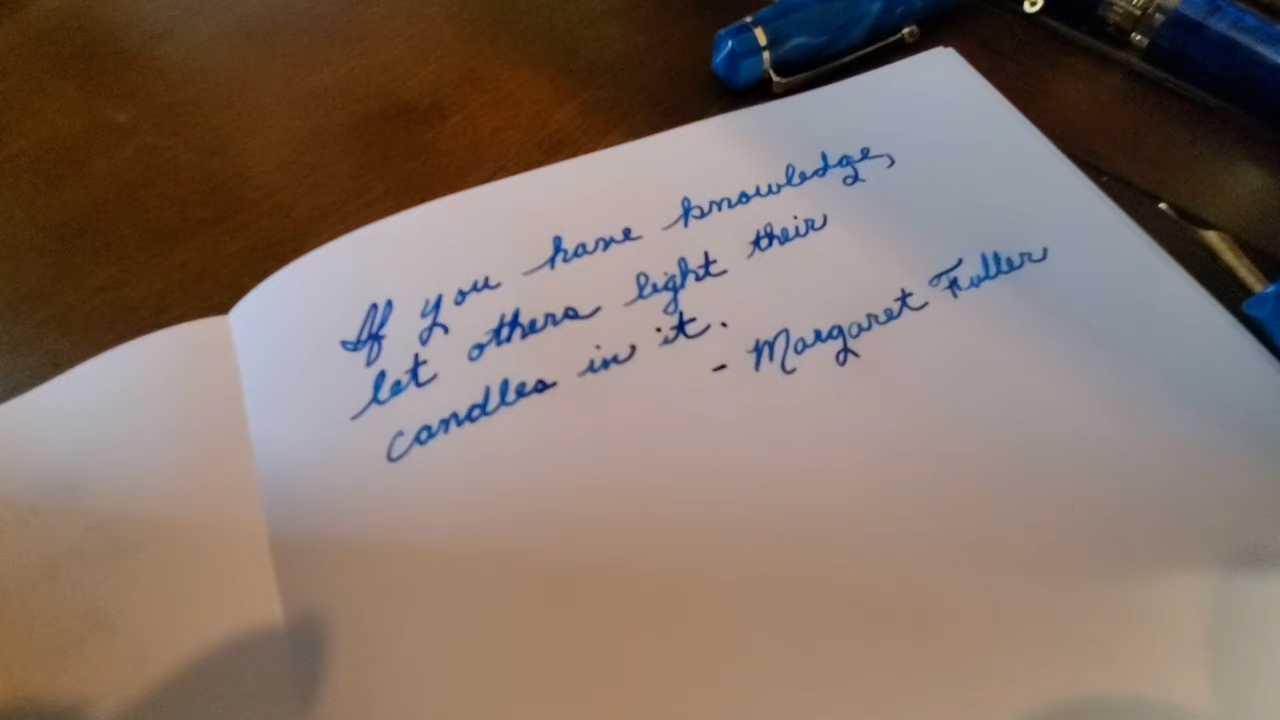 If you have knowledge,
let others light their
candles in it.
- Margaret Fuller